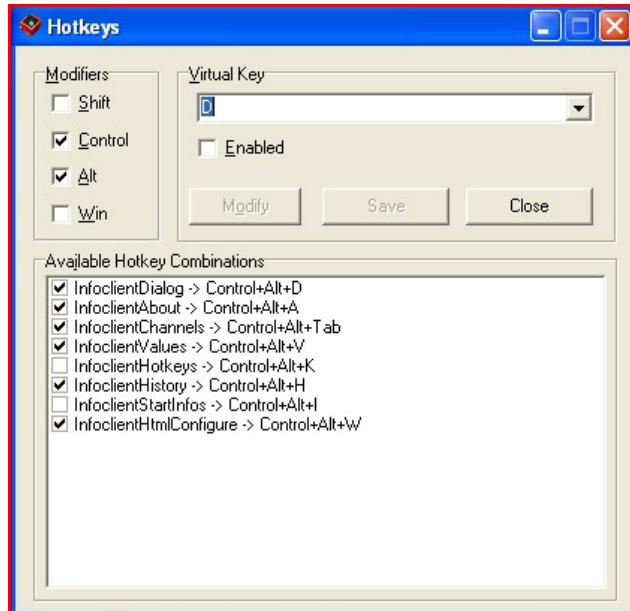 Hotkeys
Modifiers
Shift
Control
Alt
Win
Virtual Key
D
Enabled
Modify
Save
Close
Available Hotkey Combinations
InfoclientDialog -> Control+Alt+D
InfoclientAbout -> Control+Alt+A
InfoclientChannels -> Control+Alt+Tab
InfoclientValues -> Control+Alt+V
InfoclientHotkeys -> Control+Alt+K
InfoclientHistory -> Control+Alt+H
InfoclientStartInfos -> Control+Alt+I
InfoclientHtmlConfigure -> Control+Alt+W